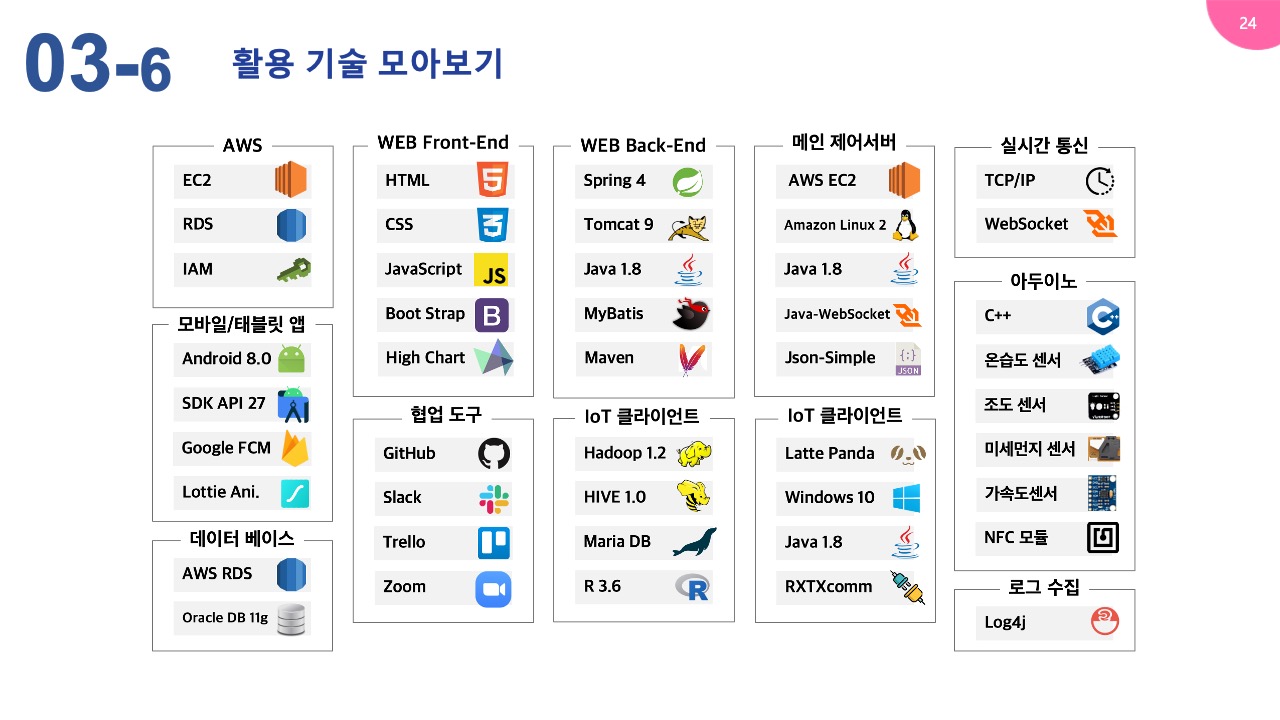 24
03-6 활용 기술 모아보기
AWS
EC2
RDS
IAM
모바일/태블릿 앱
Android 8.0
SDK API 27
Google FCM
Lottie Ani.
데이터 베이스
AWS RDS
Oracle DB 11g
WEB Front-End
HTML
5
CSS
3
JavaScript
JS
Boot Strap
B
High Chart
협업 도구
GitHub
Slack
Trello
Zoom
WEB Back-End
Spring 4
Tomcat 9
Java 1.8
MyBatis
Maven
IoT 클라이언트
Hadoop 1.2
HIVE 1.0
Maria DB
R 3.6
R
메인 제어서버
AWS EC2
Amazon Linux 2
Java 1.8
Java-WebSocket
Json-Simple
{;}
JSON
IoT 클라이언트
Latte Panda
Windows 10
Java 1.8
RXTXcomm
실시간 통신
TCP/IP
WebSocket
아두이노
C++
C++
온습도 센서
조도 센서
미세먼지 센서
가속도센서
NFC 모듈
로그 수집
Log4j